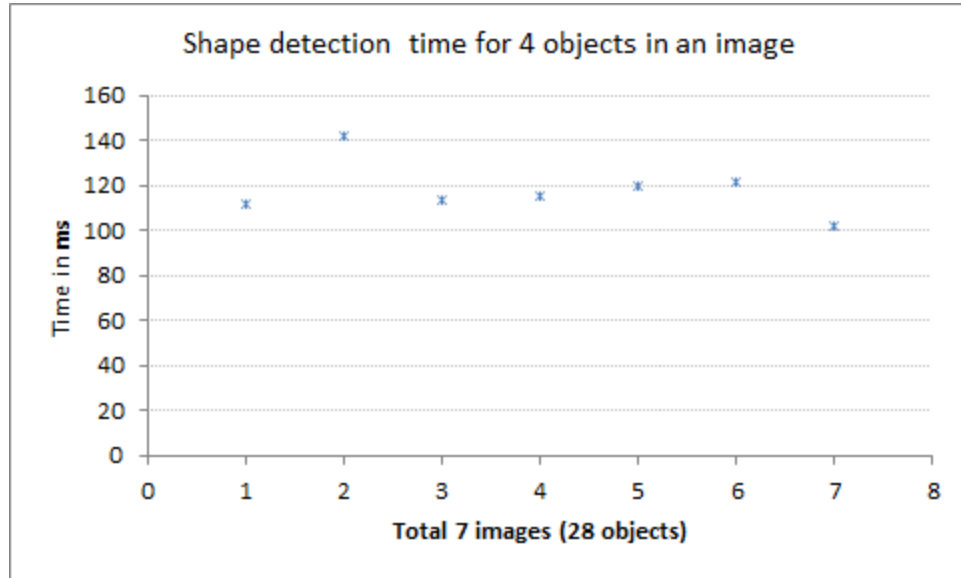 Shape detection  time for 4 objects in an image
160
140
120
100
80
60
40
20
0
Time in ms
0 1 2 3 4 5 6 7 8
Total 7 images (28 objects)